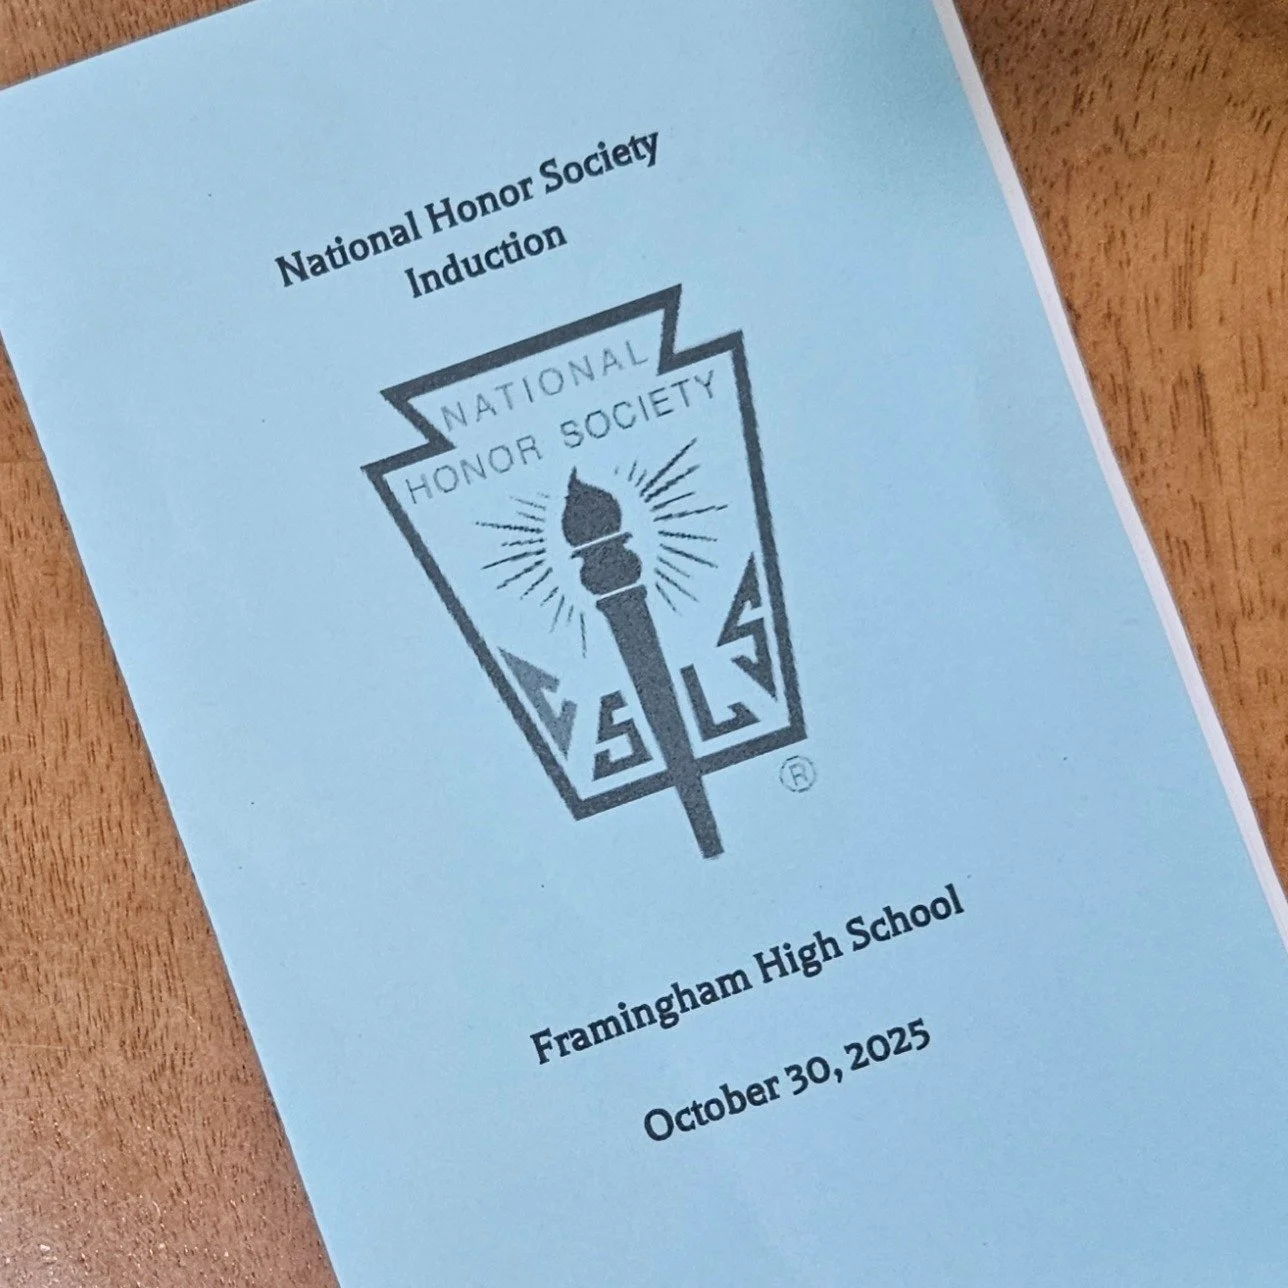 National Honor Society
Induction
NATIONAL
HONOR SOCIETY
C S L S
®
Framingham High School
October 30, 2025